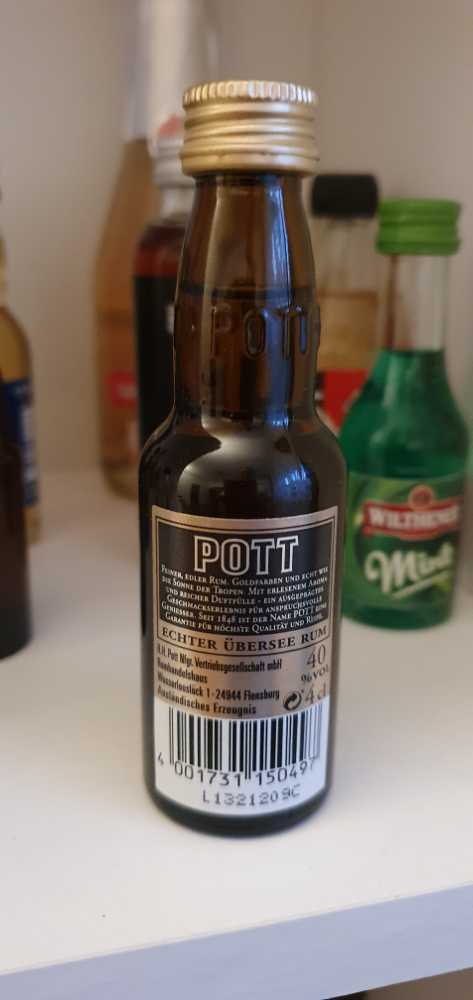 POTT
POTT
FEINER, EDLER RUM. GOLDFARBEN UND ECHT WIE
DIE SONNE DER TROPEN. MIT ERLESENEM AROMA
UND REICHER DUFTFÜLLE - EIN AUSGEPRÄGTES
GESCHMACKSERLEBNIS FÜR ANSPRUCHSVOLLE
GENIESSER. SEIT 1848 IST DER NAME POTT EINE
GARANTIE FÜR HÖCHSTE QUALITÄT UND REIFE.
ECHTER ÜBERSEE RUM
H.H. Pott Nfgr. Vertriebsgesellschaft mbH
Rumhandelshaus
Wasserloslück 1 - 24944 Flensburg
Ausländisches Erzeugnis
40
%VOL
4 cl
4 001731 150497
L1321209C
WILTHENER
Mint